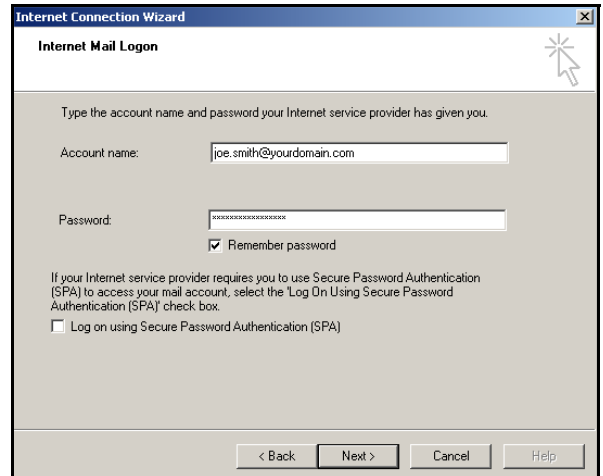 Internet Connection Wizard
Internet Mail Logon
Type the account name and password your Internet service provider has given you.
Account name:
joe.smith@yourdomain.com
Password:
××××××××××××××××
Remember password
If your Internet service provider requires you to use Secure Password Authentication
(SPA) to access your mail account, select the 'Log On Using Secure Password
Authentication (SPA)' check box.
Log on using Secure Password Authentication (SPA)
< Back Next > Cancel Help